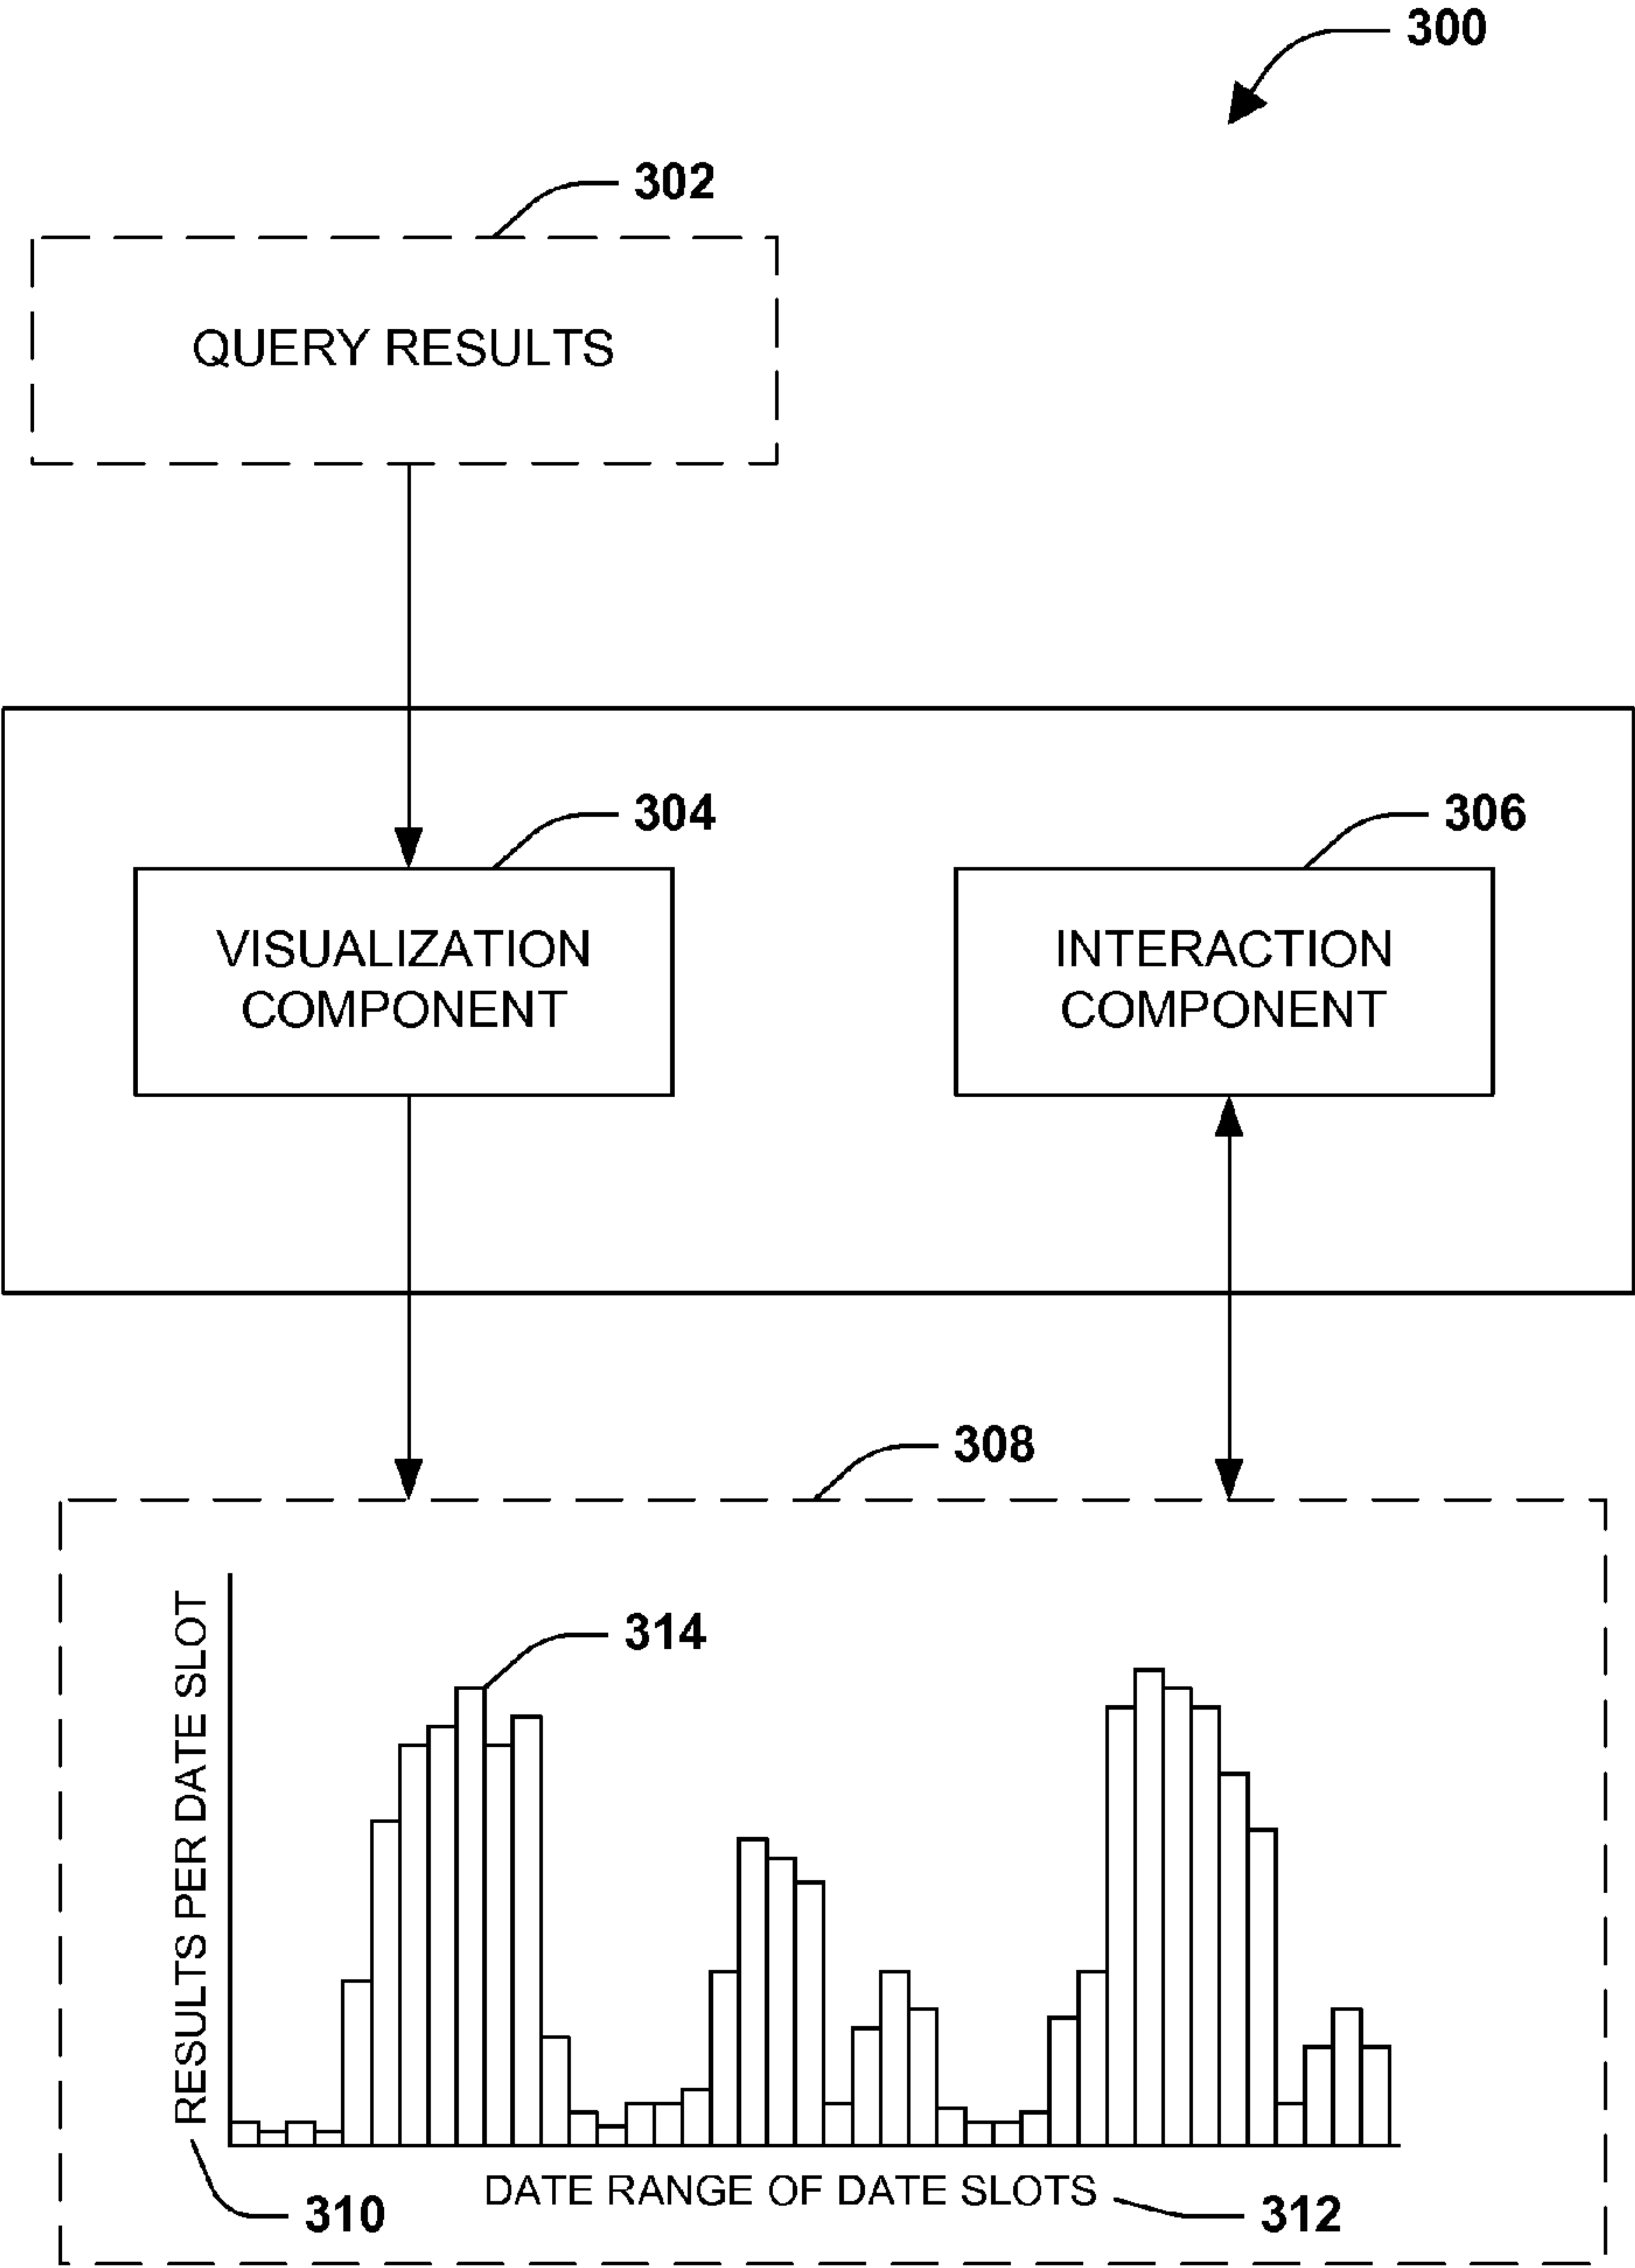 300
302
QUERY RESULTS
304
306
VISUALIZATION
COMPONENT
INTERACTION
COMPONENT
308
314
RESULTS PER DATE SLOT
DATE RANGE OF DATE SLOTS
310
312